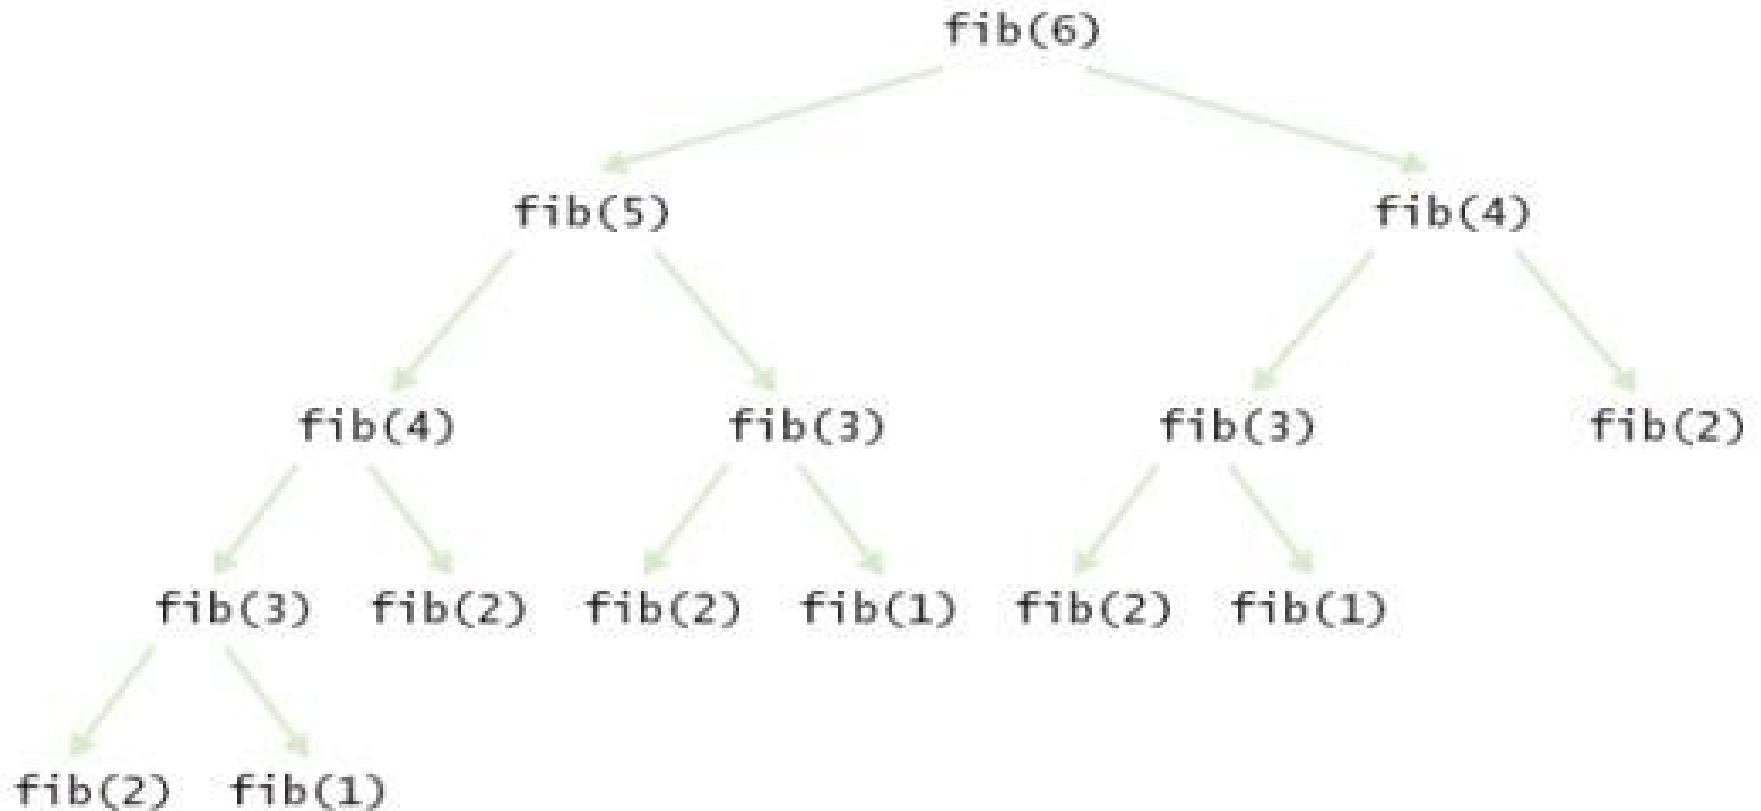 fib(6)
fib(5) fib(4)
fib(4) fib(3) fib(3) fib(2)
fib(3) fib(2) fib(2) fib(1) fib(2) fib(1)
fib(2) fib(1)